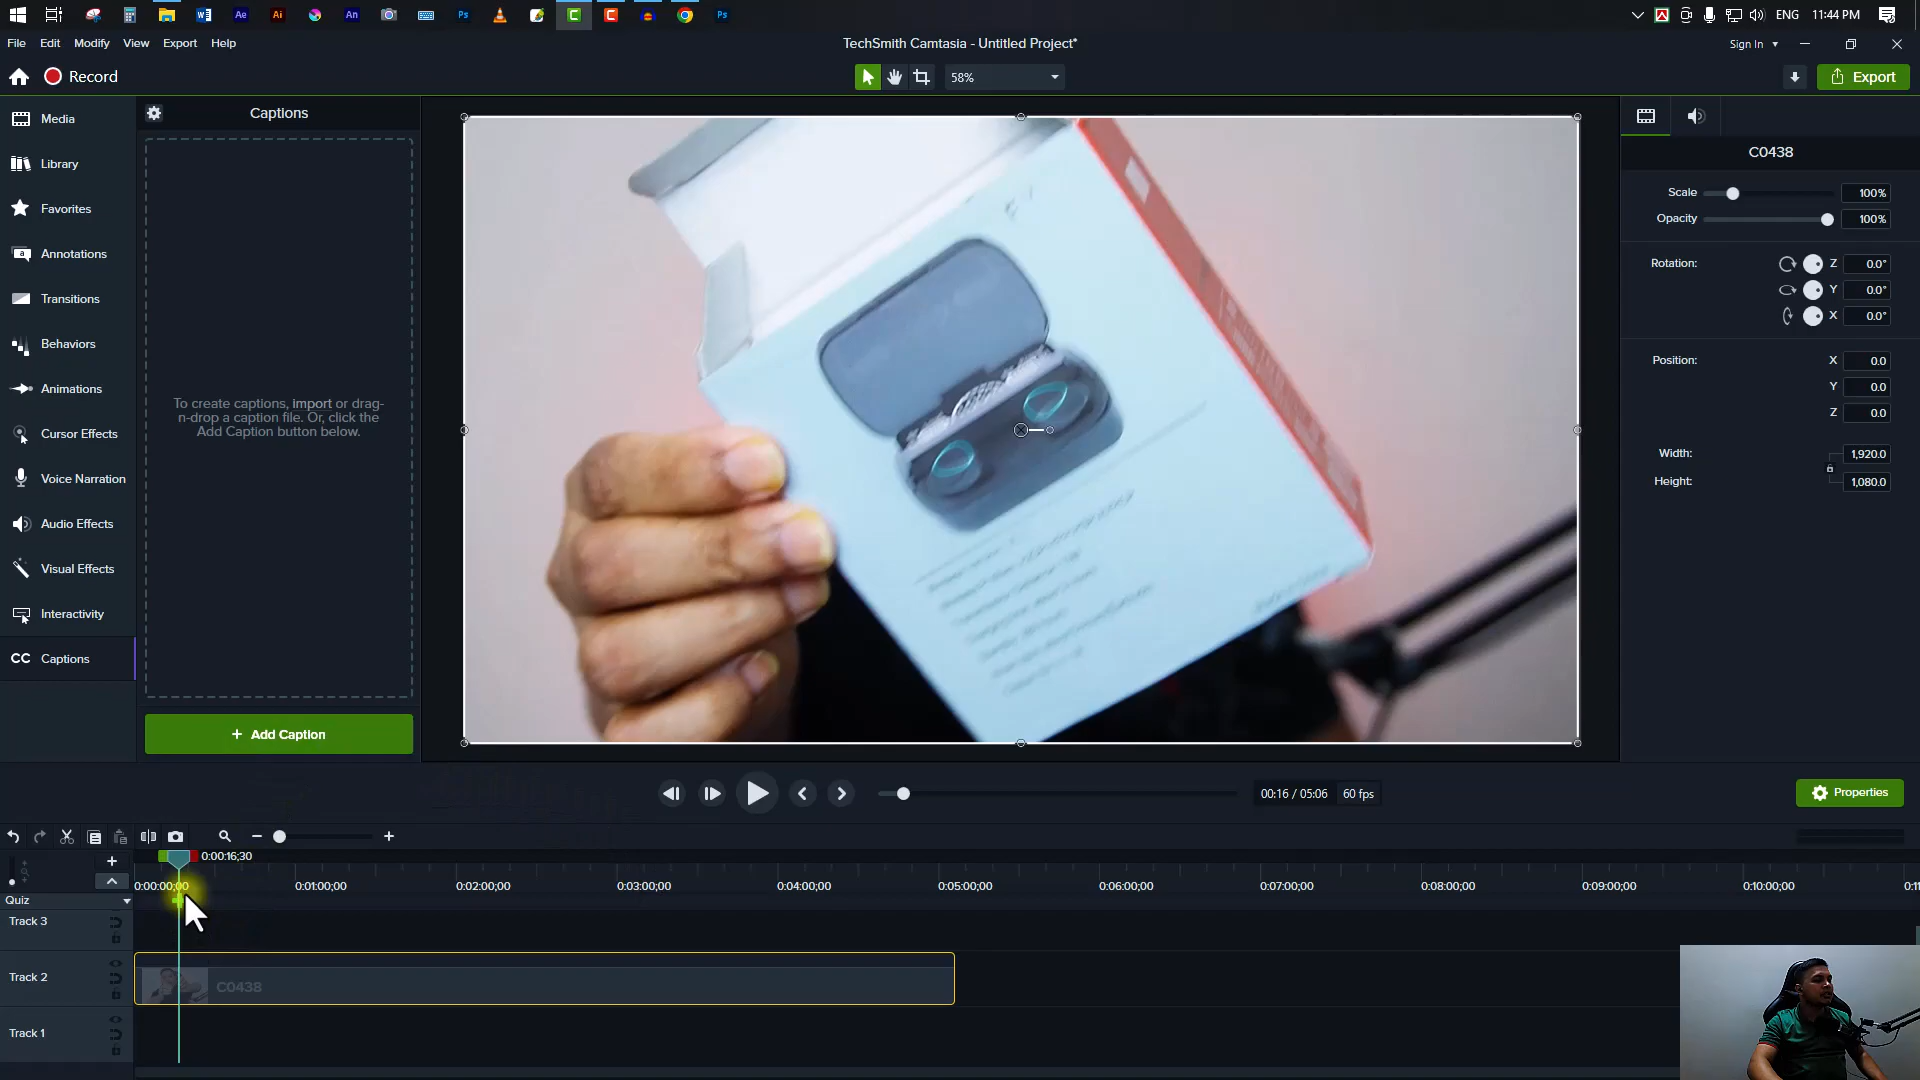 Ae
Ai
An
Ps
C
C
Ps
ENG
11:44 PM
File Edit Modify View Export Help
TechSmith Camtasia - Untitled Project*
Sign In
Record
58%
Export
Media
Library
Favorites
Annotations
Transitions
Behaviors
Animations
Cursor Effects
Voice Narration
Audio Effects
Visual Effects
Interactivity
CC Captions
Captions
To create captions, import or drag-
n-drop a caption file. Or, click the
Add Caption button below.
+ Add Caption
C0438
Scale 100%
Opacity 100%
Rotation: Z 0.0°
Y 0.0°
X 0.0°
Position: X 0.0
Y 0.0
Z 0.0
Width: 1,920.0
Height: 1,080.0
00:16 / 05:06 60 fps
Properties
0:00:16;30
0:00:00;00 0:01:00;00 0:02:00;00 0:03:00;00 0:04:00;00 0:05:00;00 0:06:00;00 0:07:00;00 0:08:00;00 0:09:00;00 0:10:00;00
Quiz
Track 3
Track 2
C0438
Track 1